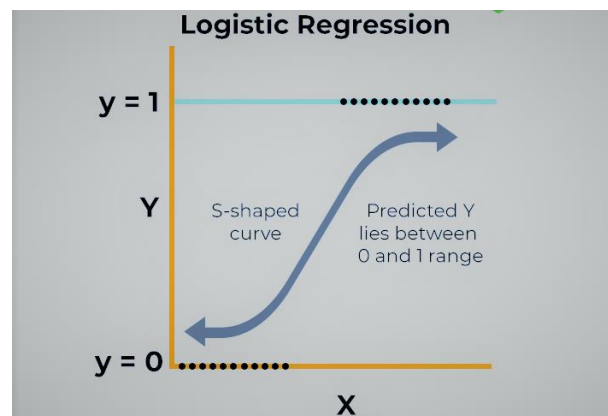 Logistic Regression
y = 1
Y
S-shaped
curve
Predicted Y
lies between
0 and 1 range
y = 0
X